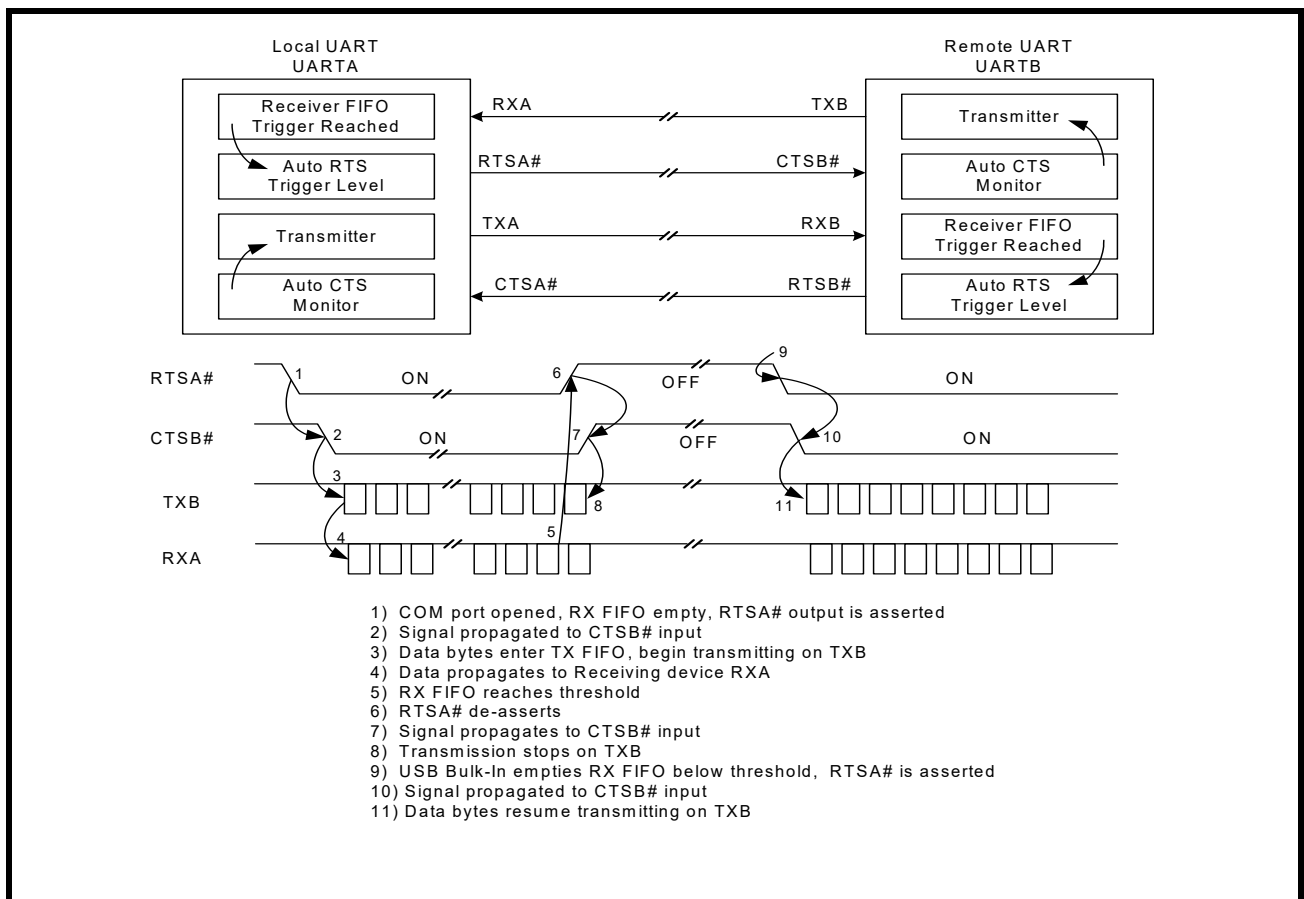 Local UART
UARTA
Remote UART
UARTB
Receiver FIFO
Trigger Reached
Auto RTS
Trigger Level
Transmitter
Auto CTS
Monitor
RXA
TXB
RTSA#
CTSB#
TXA
RXB
CTSA#
RTSB#
Transmitter
Auto CTS
Monitor
Receiver FIFO
Trigger Reached
Auto RTS
Trigger Level
RTSA#
1
ON
6
OFF
9
ON
CTSB#
2
ON
7
OFF
10
ON
TXB
3
8
11
RXA
4
5
1) COM port opened, RX FIFO empty, RTSA# output is asserted
2) Signal propagated to CTSB# input
3) Data bytes enter TX FIFO, begin transmitting on TXB
4) Data propagates to Receiving device RXA
5) RX FIFO reaches threshold
6) RTSA# de-asserts
7) Signal propagates to CTSB# input
8) Transmission stops on TXB
9) USB Bulk-In empties RX FIFO below threshold, RTSA# is asserted
10) Signal propagated to CTSB# input
11) Data bytes resume transmitting on TXB